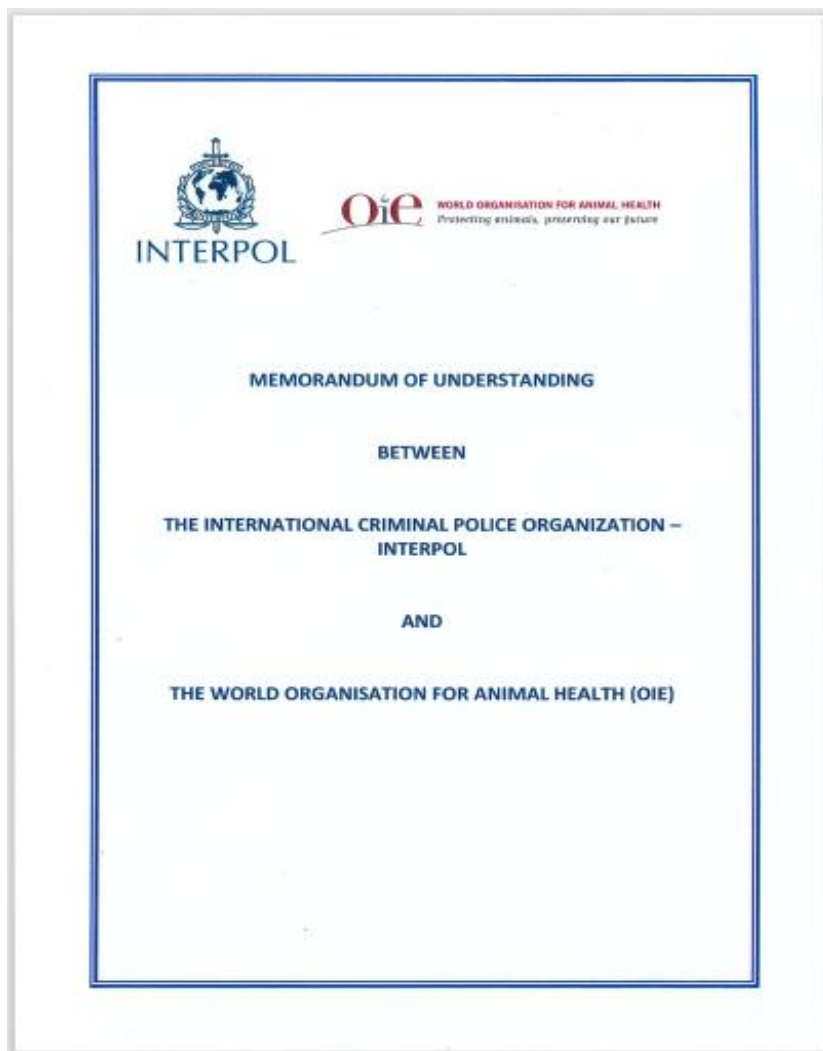 INTERPOL
OiE WORLD ORGANISATION FOR ANIMAL HEALTH
Protecting animals, preserving our future
MEMORANDUM OF UNDERSTANDING
BETWEEN
THE INTERNATIONAL CRIMINAL POLICE ORGANIZATION –
INTERPOL
AND
THE WORLD ORGANISATION FOR ANIMAL HEALTH (OIE)